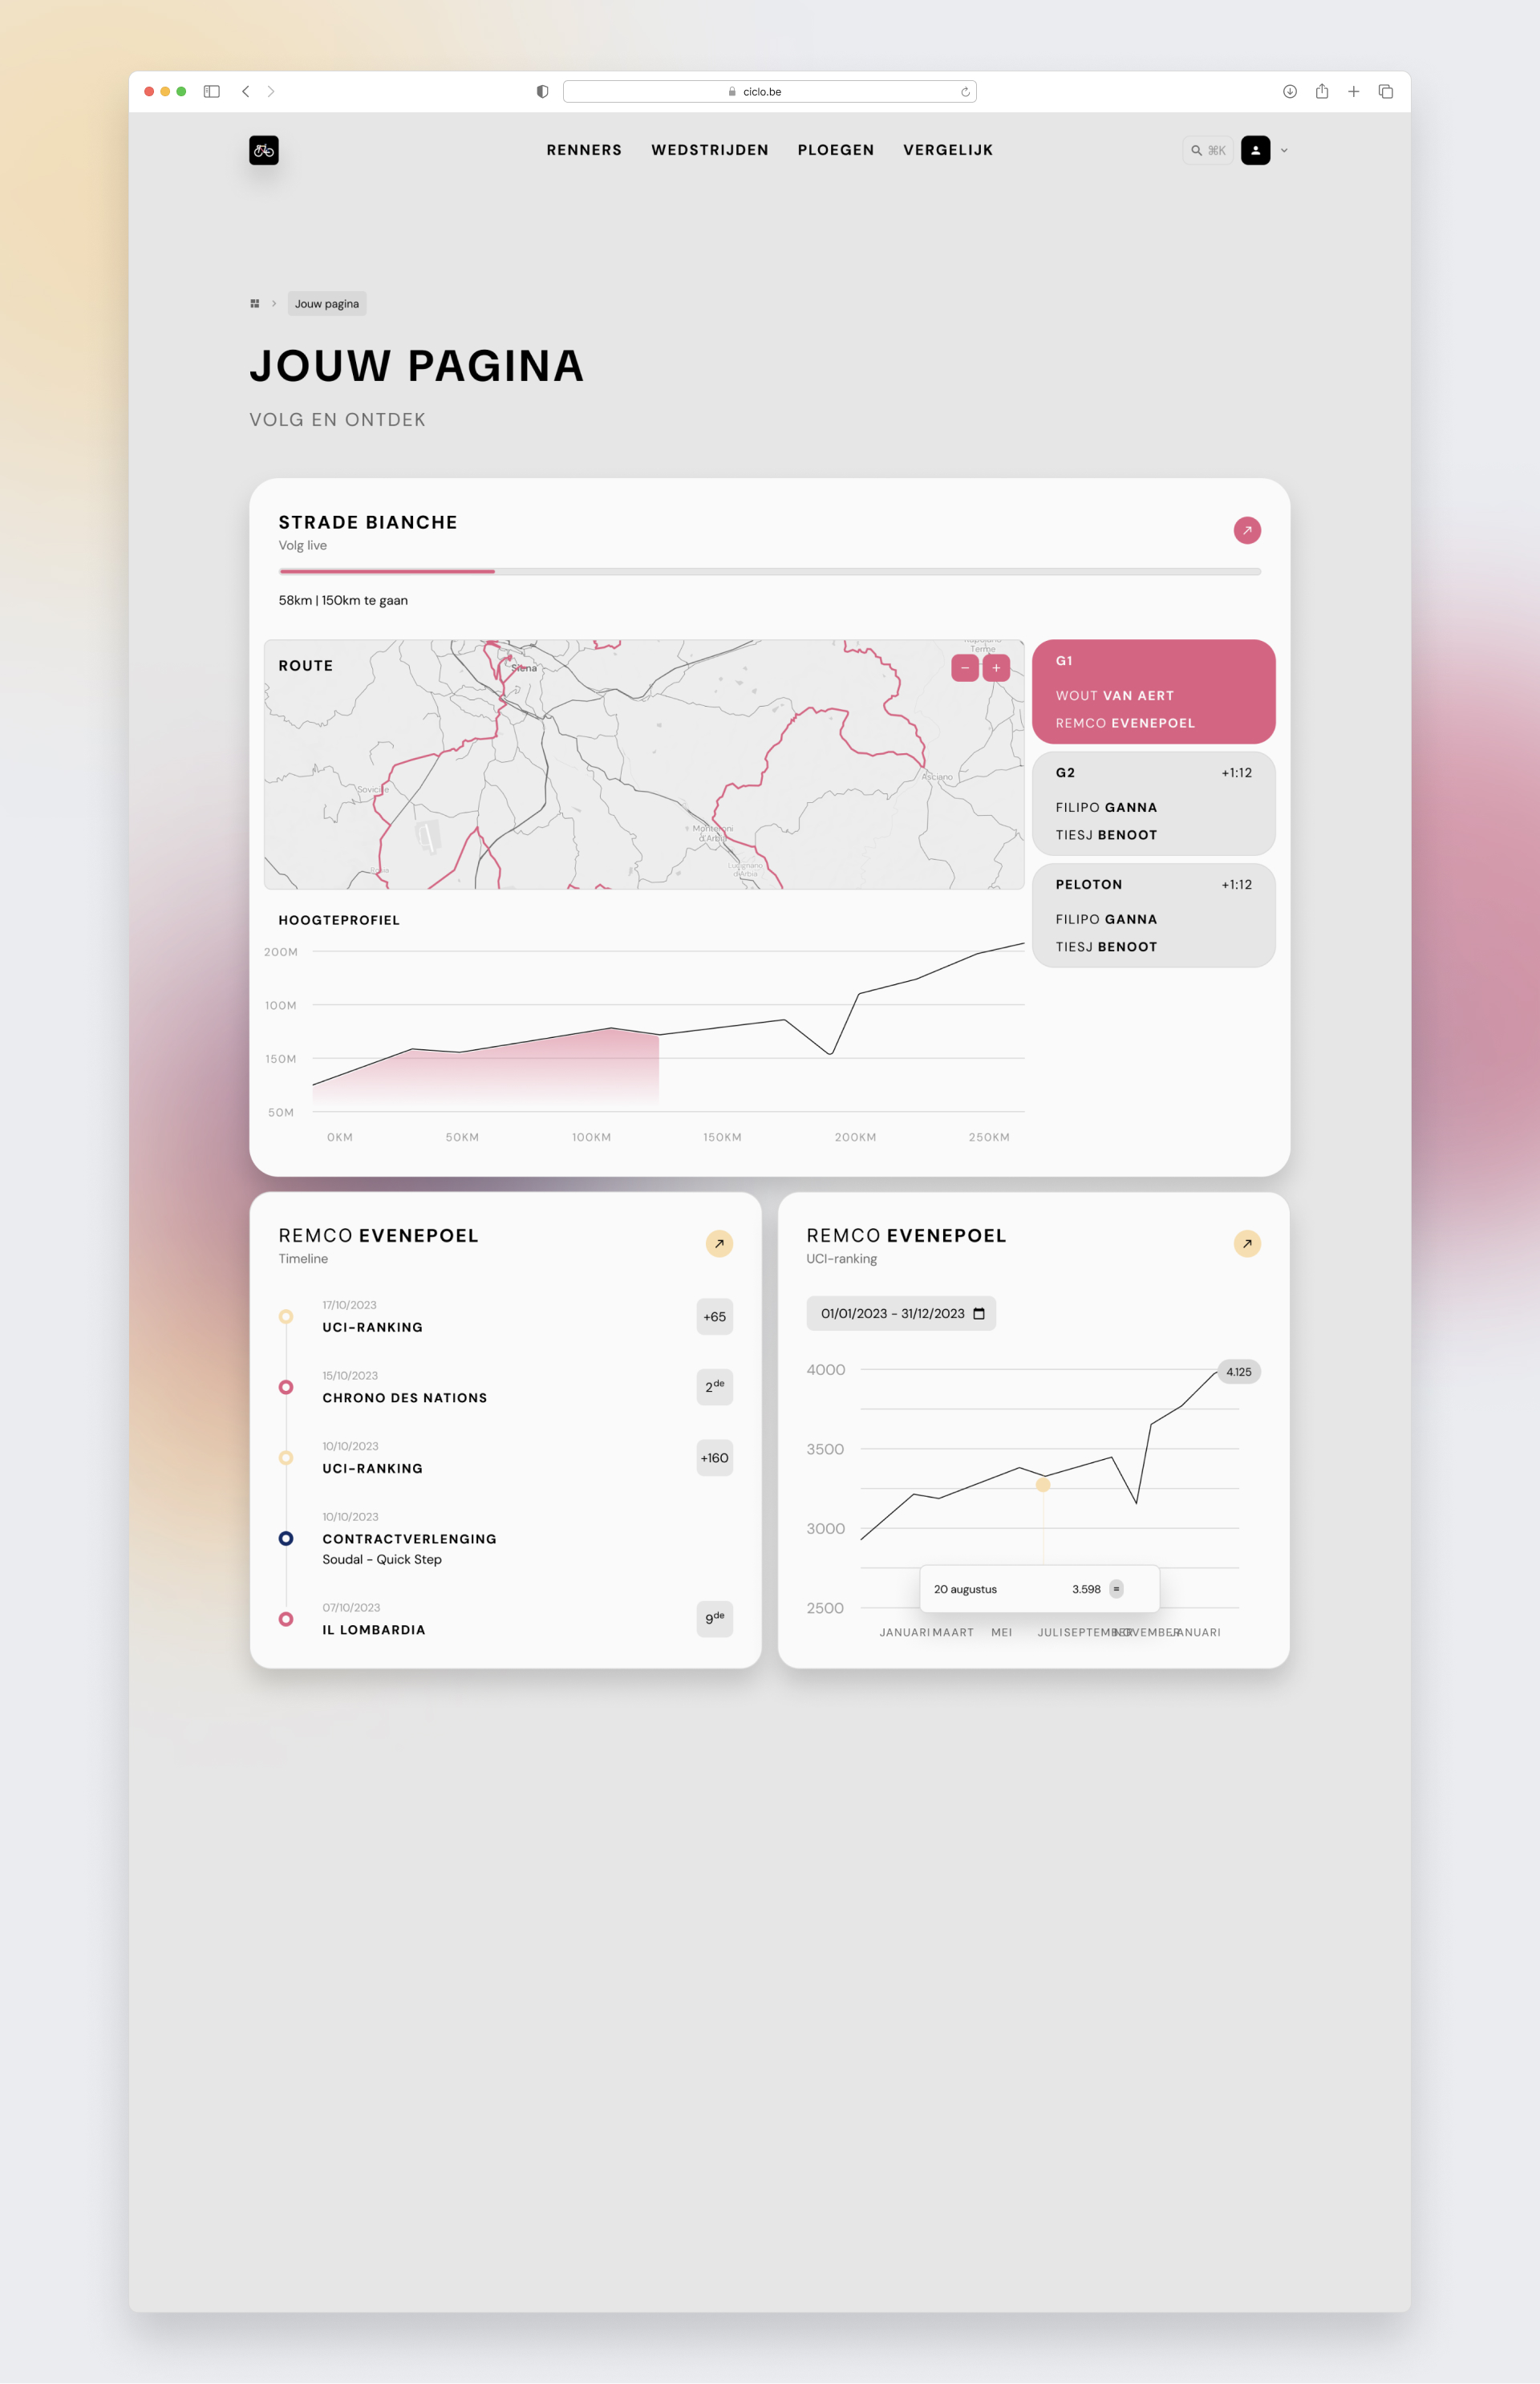 ciclo.be
RENNERS WEDSTRIJDEN PLOEGEN VERGELIJK
⌘K
Jouw pagina
JOUW PAGINA
VOLG EN ONTDEK
STRADE BIANCHE
Volg live
58km | 150km te gaan
ROUTE
Siena
Terme
Sovicille
Asciano
Monteroni
d'Arbia
Lucignano
d'Arbia
G1
WOUT VAN AERT
REMCO EVENEPOEL
G2 +1:12
FILIPO GANNA
TIESJ BENOOT
PELOTON +1:12
FILIPO GANNA
TIESJ BENOOT
HOOGTEPROFIEL
200M
100M
150M
50M
0KM 50KM 100KM 150KM 200KM 250KM
REMCO EVENEPOEL
Timeline
17/10/2023
UCI-RANKING +65
15/10/2023
CHRONO DES NATIONS 2de
10/10/2023
UCI-RANKING +160
10/10/2023
CONTRACTVERLENGING
Soudal - Quick Step
07/10/2023
IL LOMBARDIA 9de
REMCO EVENEPOEL
UCI-ranking
01/01/2023 - 31/12/2023
4000
4.125
3500
3000
20 augustus 3.598 =
2500
JANUARI MAART MEI JULI SEPTEMBER NOVEMBER JANUARI